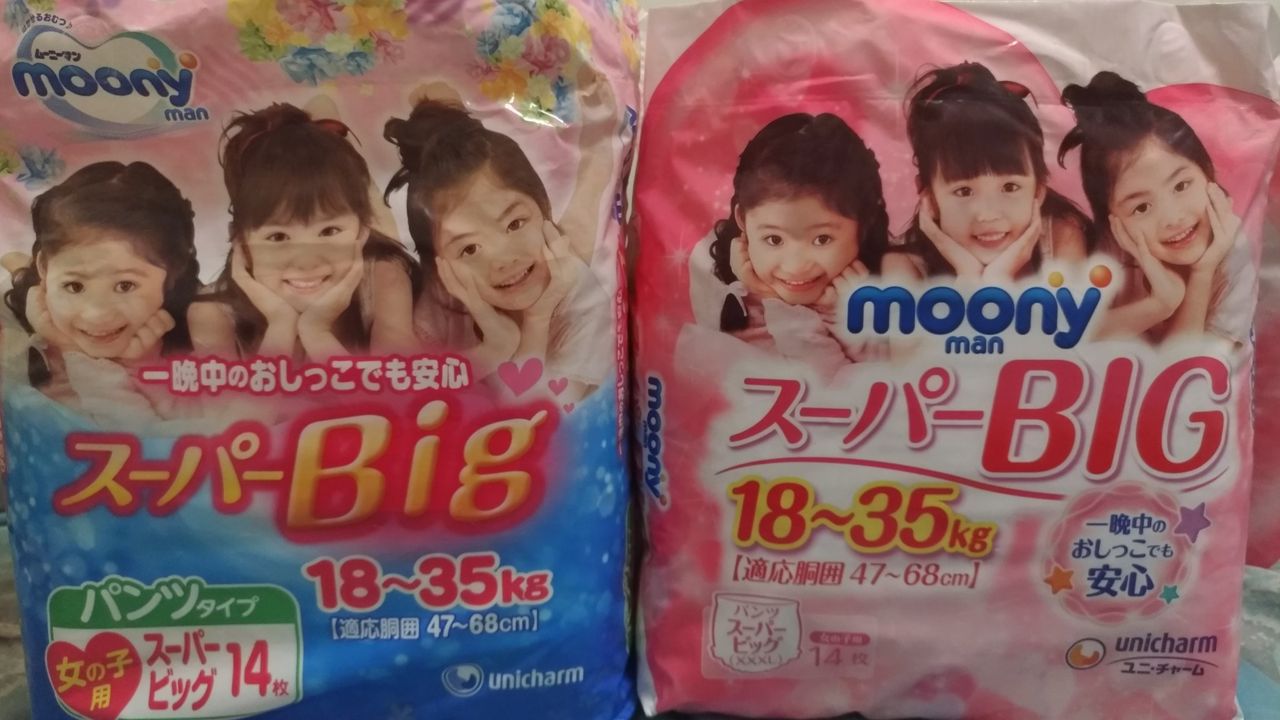 ムーニーマン
moony
man
一晩中のおしっこでも安心
スーパーBig
18～35kg
【適応胴囲 47～68cm】
パンツタイプ
女の子用
スーパービッグ
14枚
unicharm
moony
moony
man
スーパーBIG
18～35kg
【適応胴囲 47～68cm】
一晩中の
おしっこでも
安心
パンツ
スーパー
ビッグ
(XXXL)
女の子用
14枚
unicharm
ユニ・チャーム